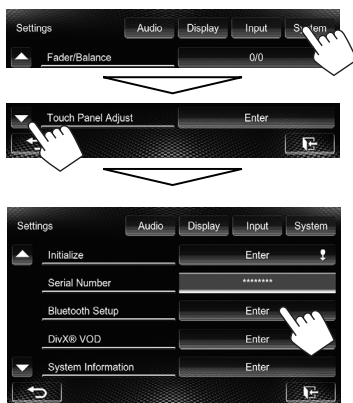 Settings Audio Display Input System
Fader/Balance 0/0
Touch Panel Adjust Enter
Settings Audio Display Input System
Initialize Enter
Serial Number ********
Bluetooth Setup Enter
DivX® VOD Enter
System Information Enter